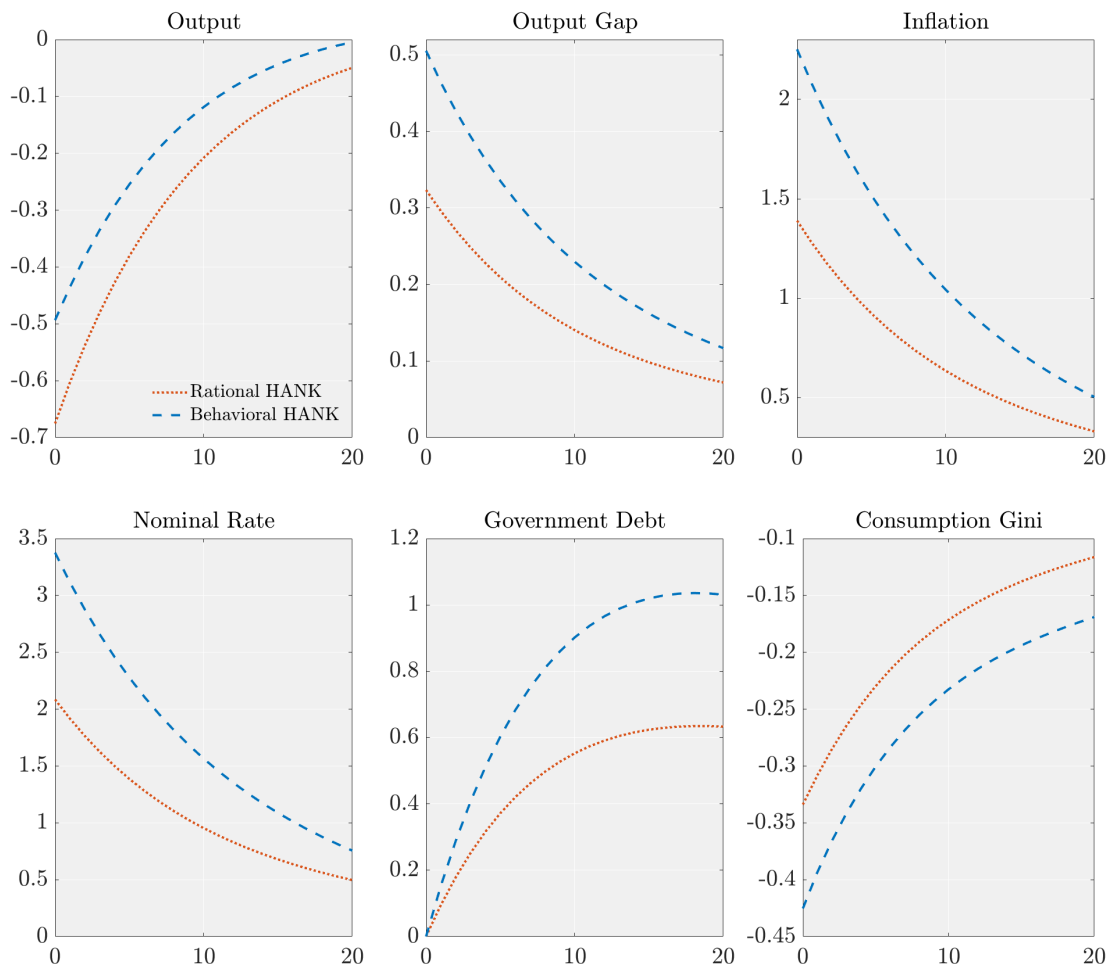 Output
0
-0.1
-0.2
-0.3
-0.4
-0.5
-0.6
-0.7
0 10 20
Rational HANK
Behavioral HANK
Output Gap
0.5
0.4
0.3
0.2
0.1
0
0 10 20
Inflation
2
1.5
1
0.5
0 10 20
Nominal Rate
3.5
3
2.5
2
1.5
1
0.5
0
0 10 20
Government Debt
1.2
1
0.8
0.6
0.4
0.2
0
0 10 20
Consumption Gini
-0.1
-0.15
-0.2
-0.25
-0.3
-0.35
-0.4
-0.45
0 10 20